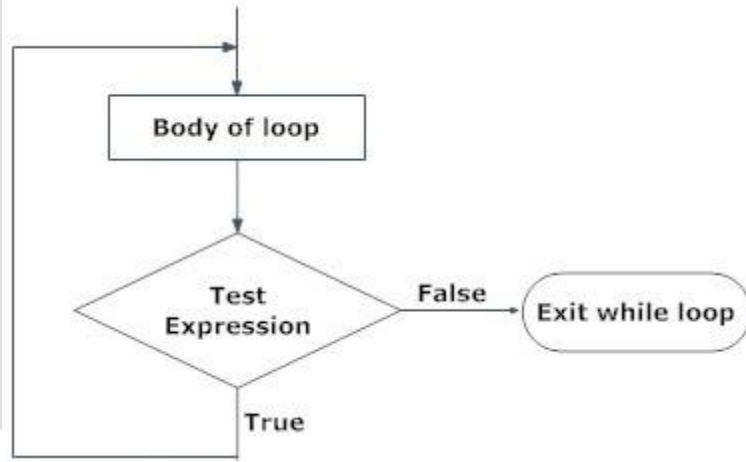 Body of loop
Test
Expression
False
Exit while loop
True